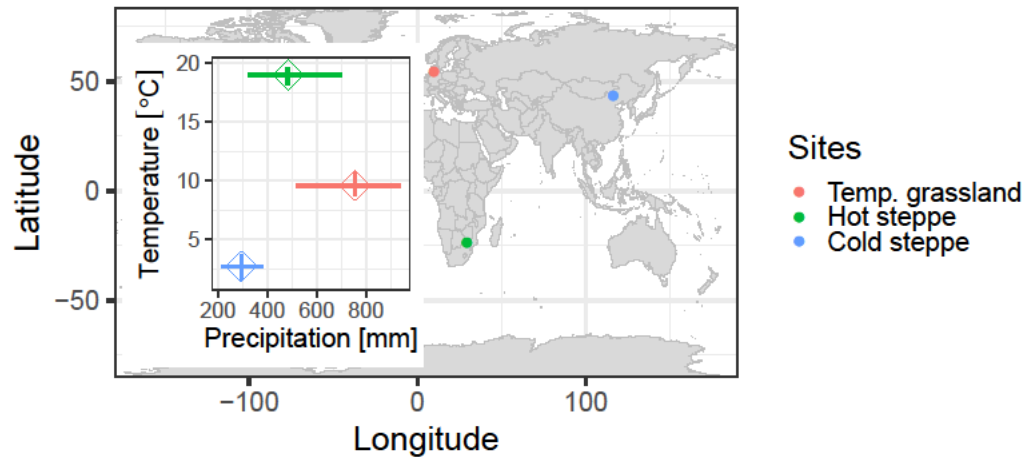 Latitude
50
0
−50
Temperature [°C]
20
15
10
5
200 400 600 800
Precipitation [mm]
−100 0 100
Longitude
Sites
Temp. grassland
Hot steppe
Cold steppe